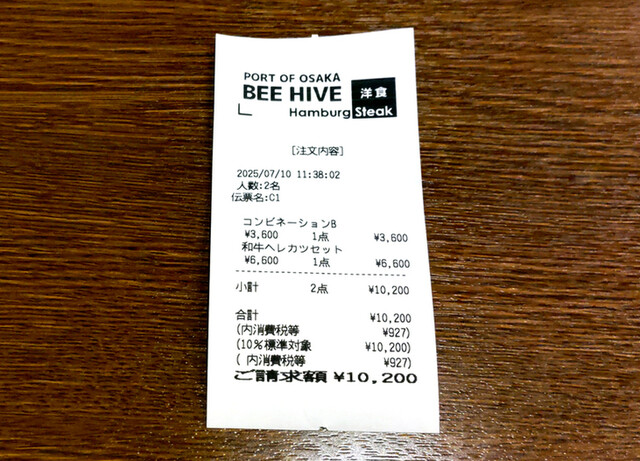 PORT OF OSAKA
BEE HIVE 洋食
Hamburg Steak
[注文内容]
2025/07/10 11:38:02
人数:2名
伝票名:C1
コンビネーションB
¥3,600 1点 ¥3,600
和牛ヘレカツセット
¥6,600 1点 ¥6,600
小計 2点 ¥10,200
合計 ¥10,200
(内消費税等 ¥927)
(10%標準対象 ¥10,200)
( 内消費税等 ¥927)
ご請求額 ¥10,200